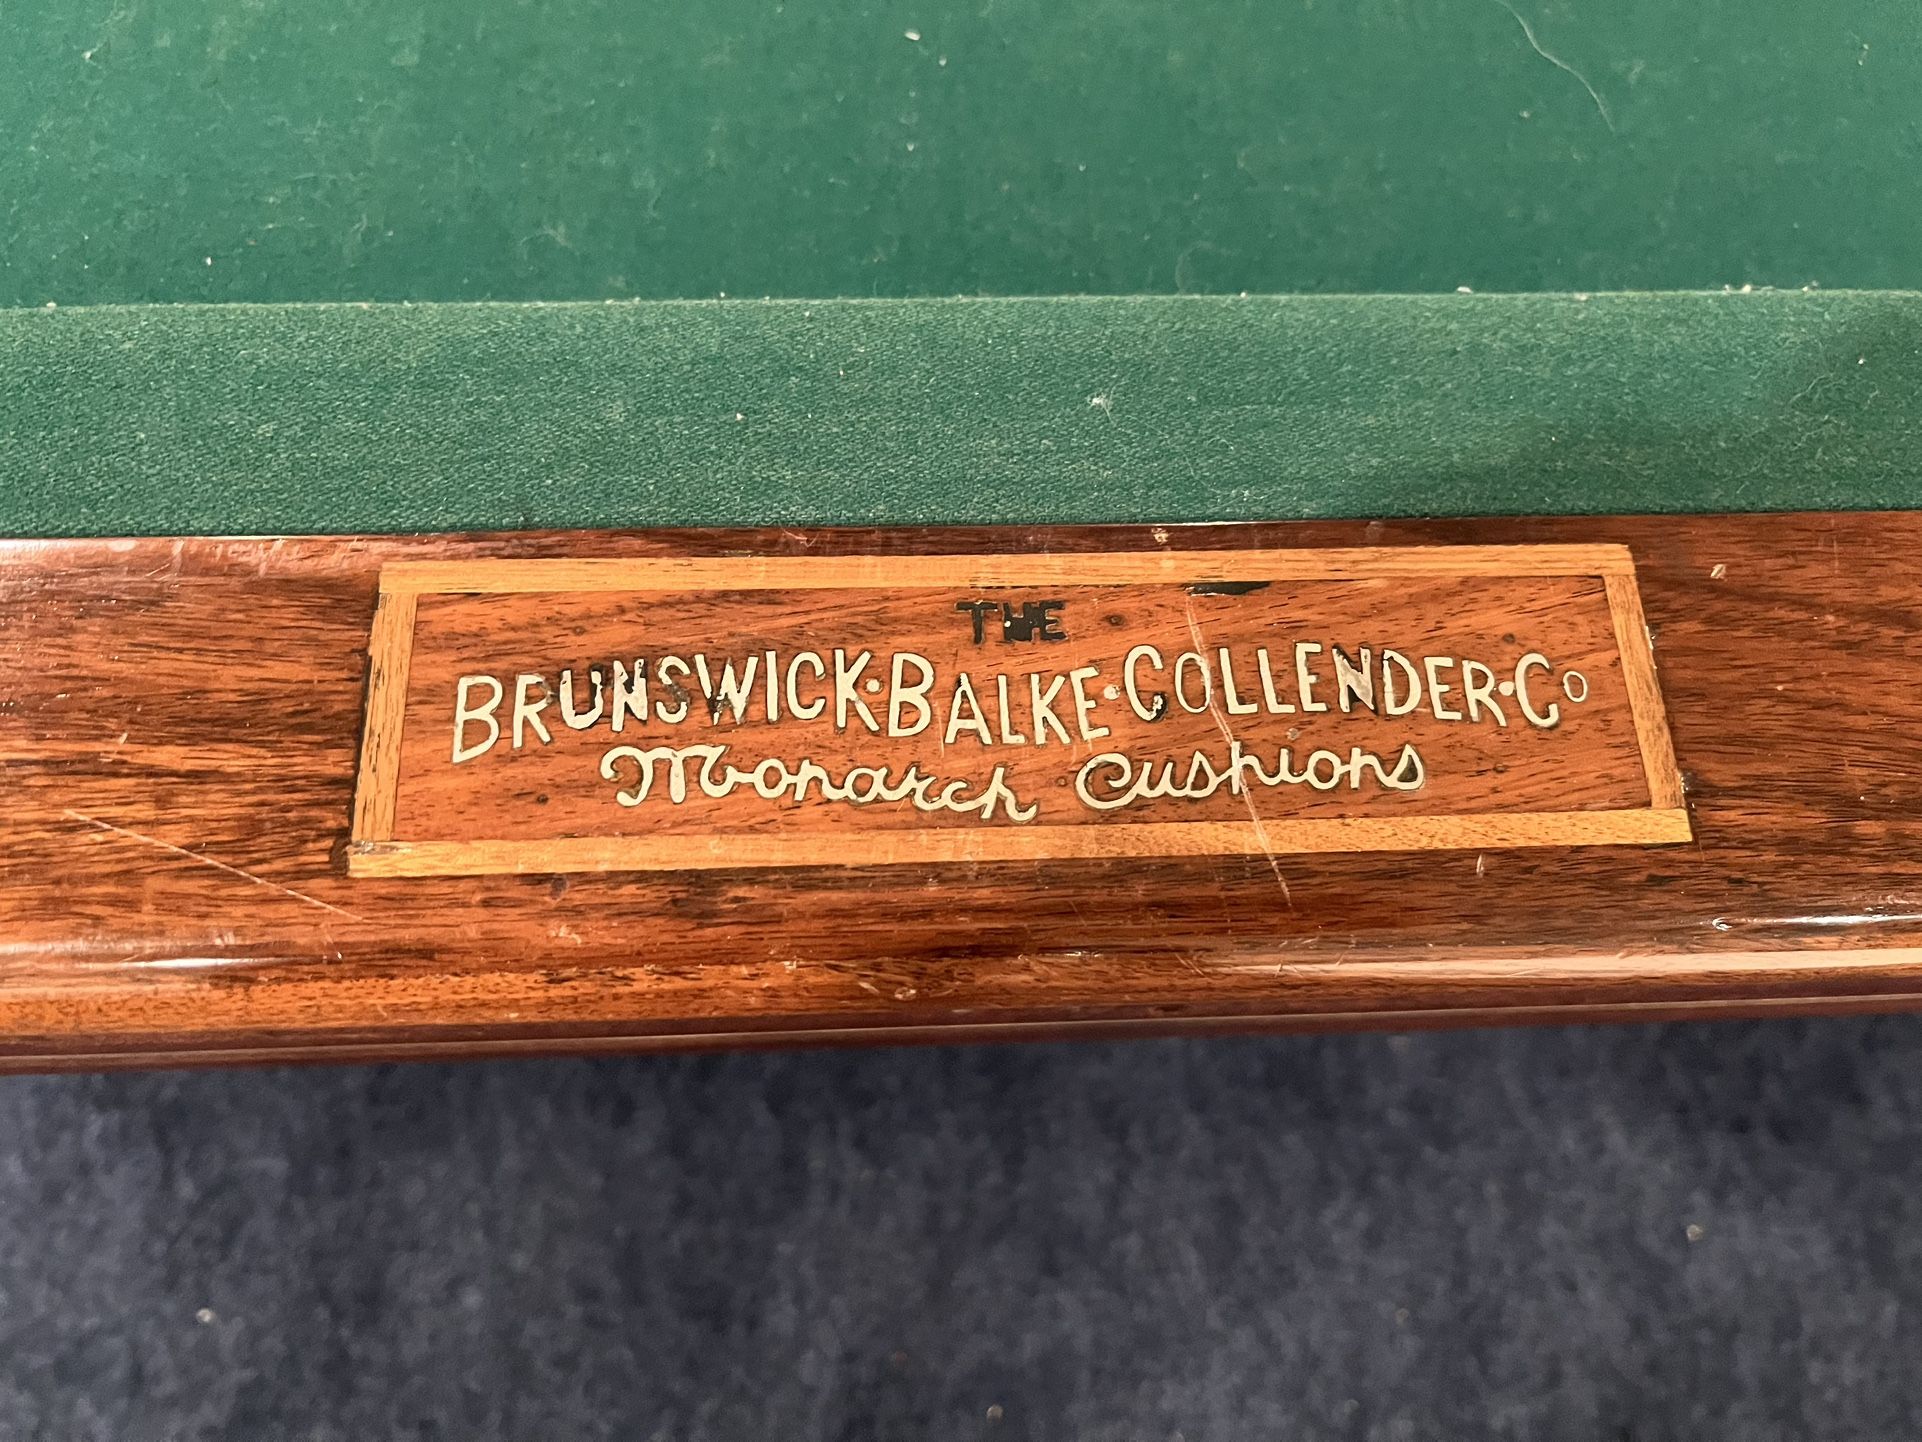 THE
BRUNSWICK·BALKE·COLLENDER·Co
Monarch Cushions